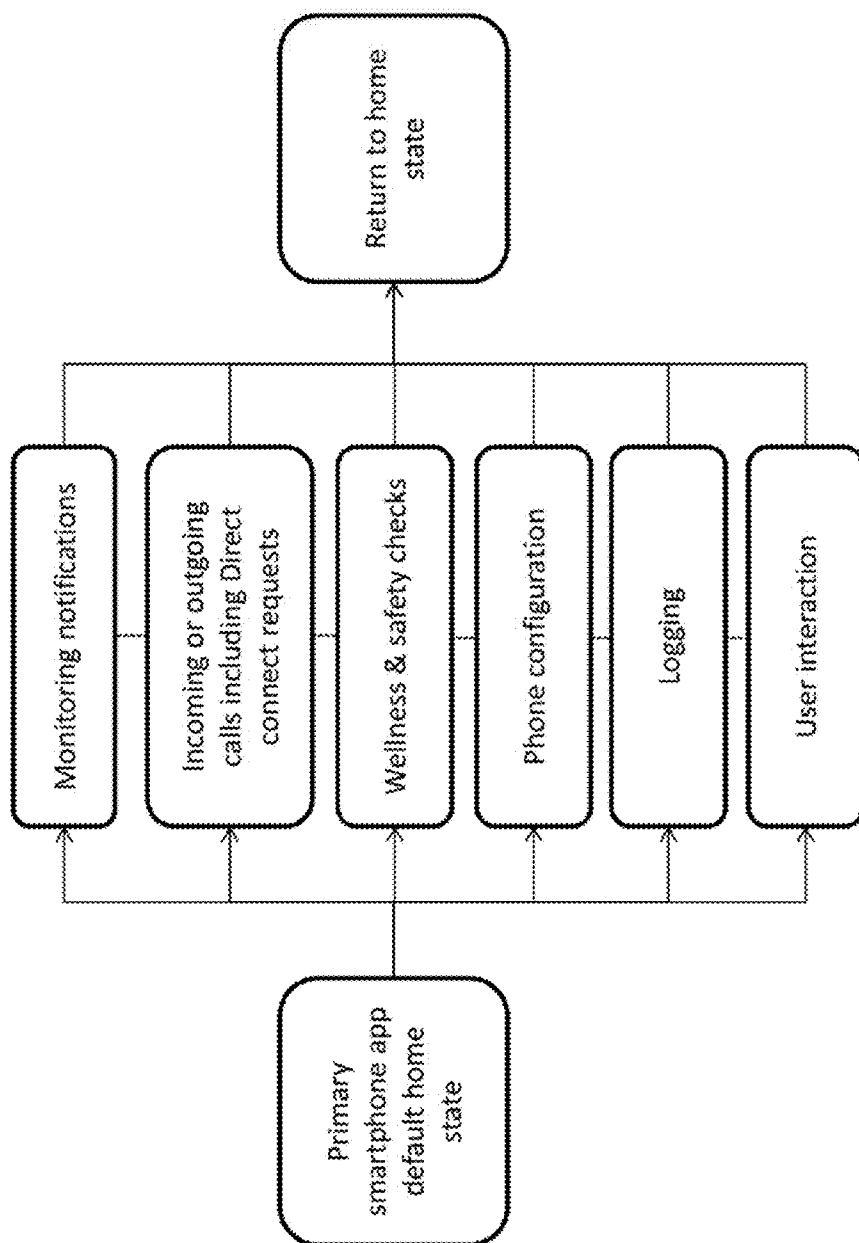 Primary
smartphone app
default home
state
Monitoring notifications
Incoming or outgoing
calls including Direct
connect requests
Wellness & safety checks
Phone configuration
Logging
User interaction
Return to home
state